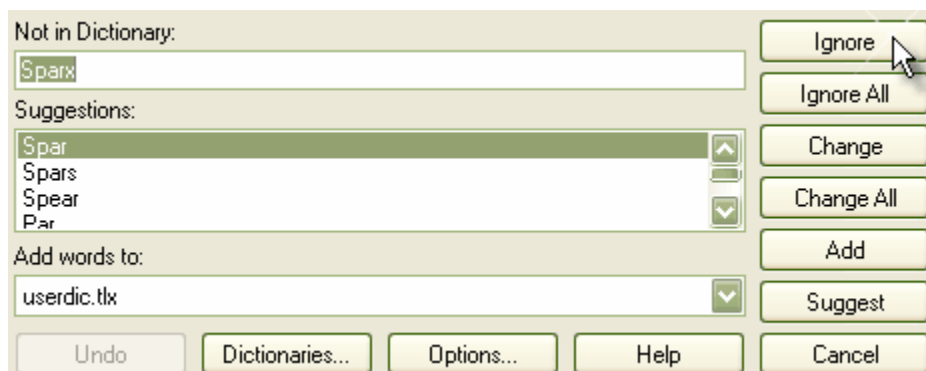 Not in Dictionary:
Sparx
Suggestions:
Spar
Spars
Spear
Par
Add words to:
userdic.tlx
Ignore
Ignore All
Change
Change All
Add
Suggest
Undo
Dictionaries...
Options...
Help
Cancel